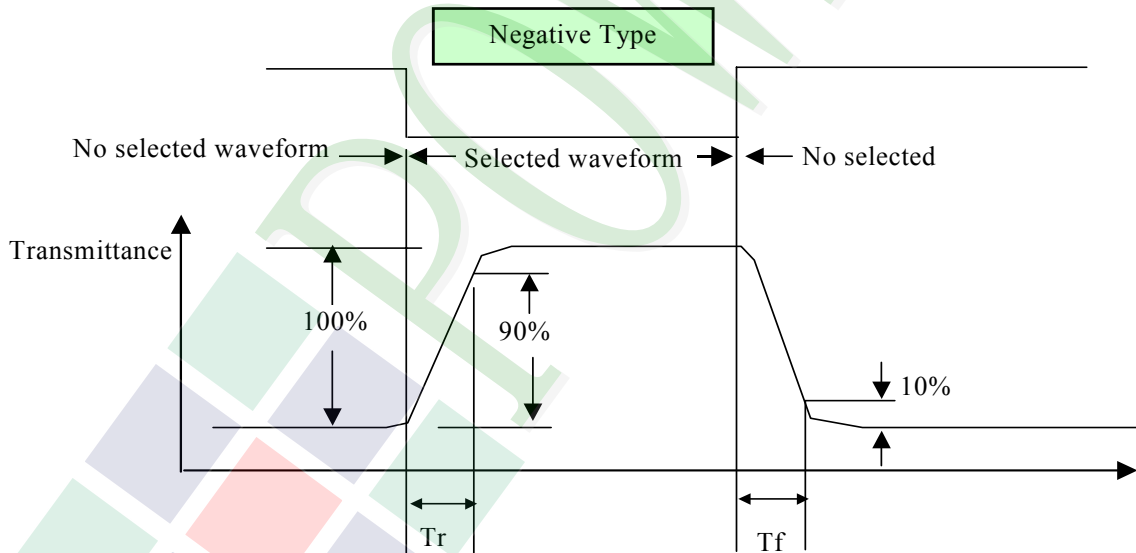 Negative Type
No selected waveform
Selected waveform
No selected
Transmittance
100%
90%
10%
Tr
Tf